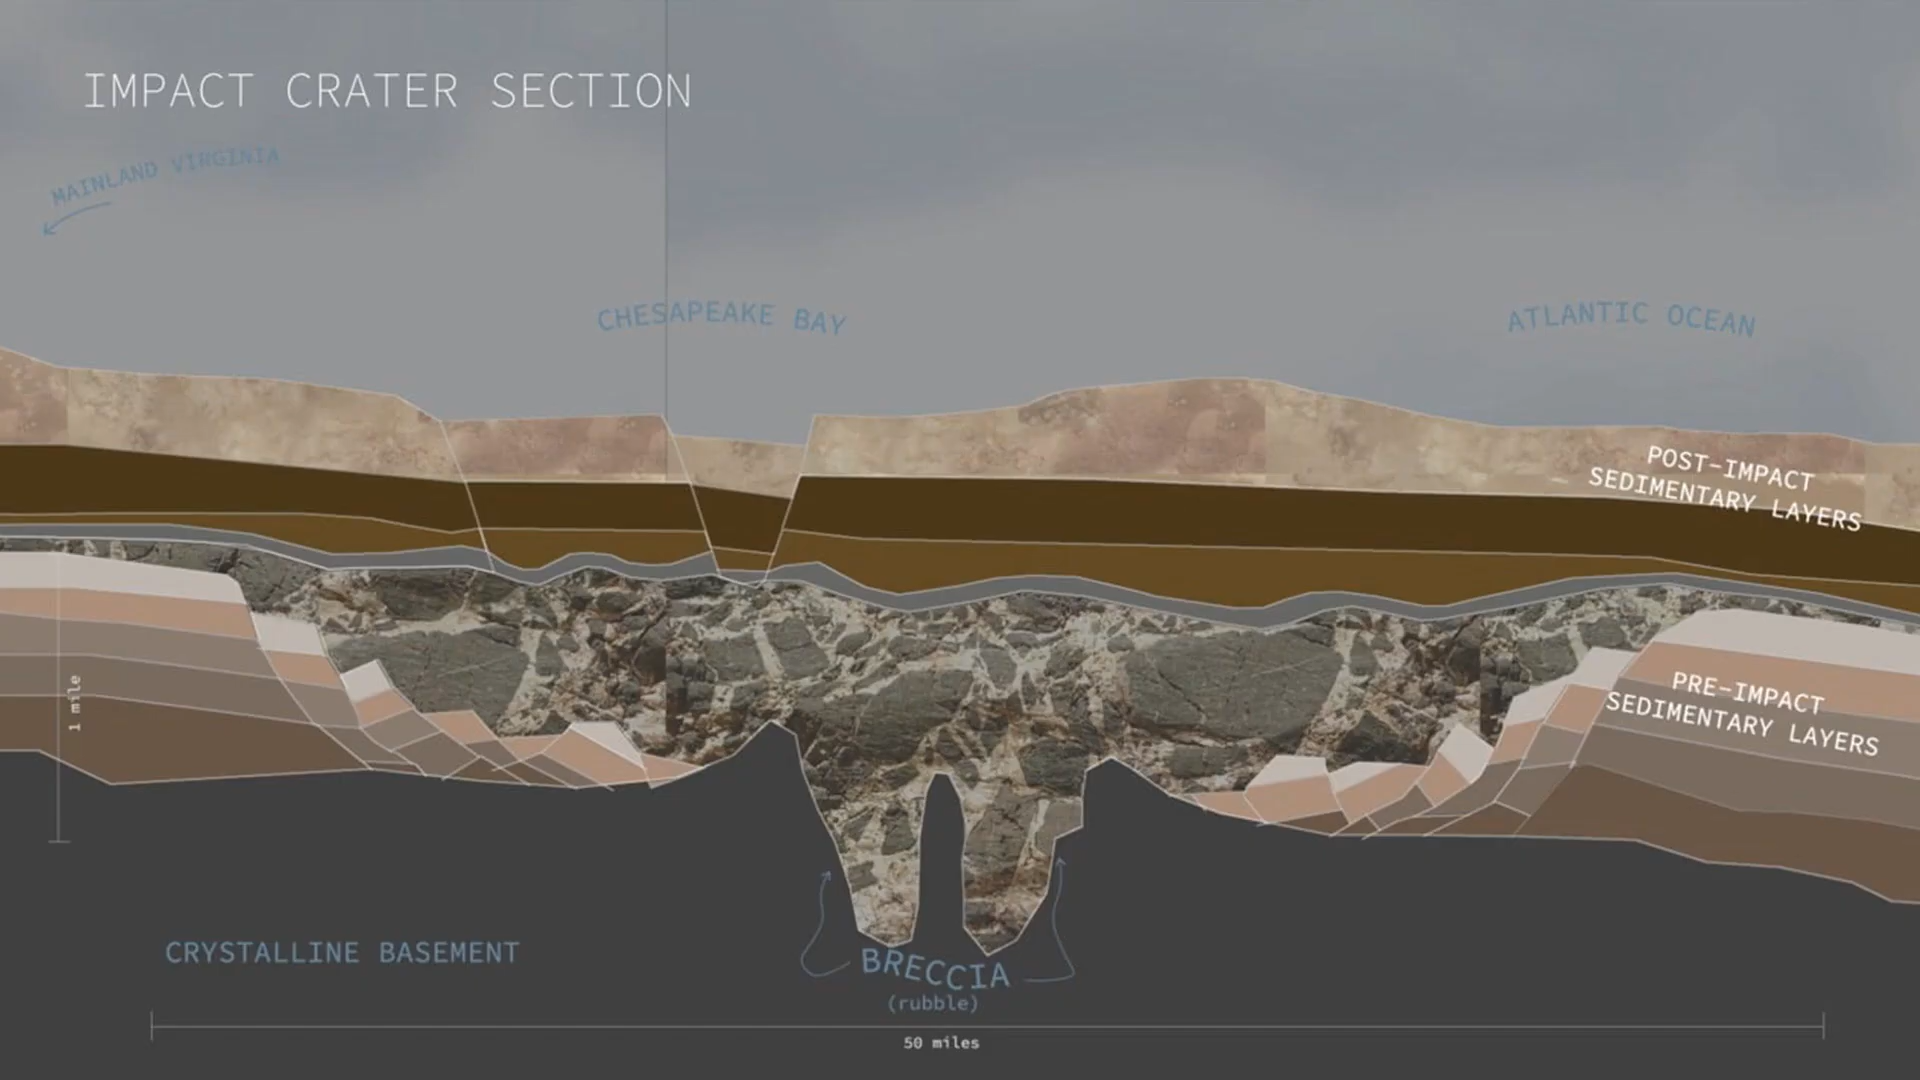 IMPACT CRATER SECTION
MAINLAND VIRGINIA
CHESAPEAKE BAY
ATLANTIC OCEAN
POST-IMPACT
SEDIMENTARY LAYERS
PRE-IMPACT
SEDIMENTARY LAYERS
1 mile
CRYSTALLINE BASEMENT
BRECCIA
(rubble)
50 miles